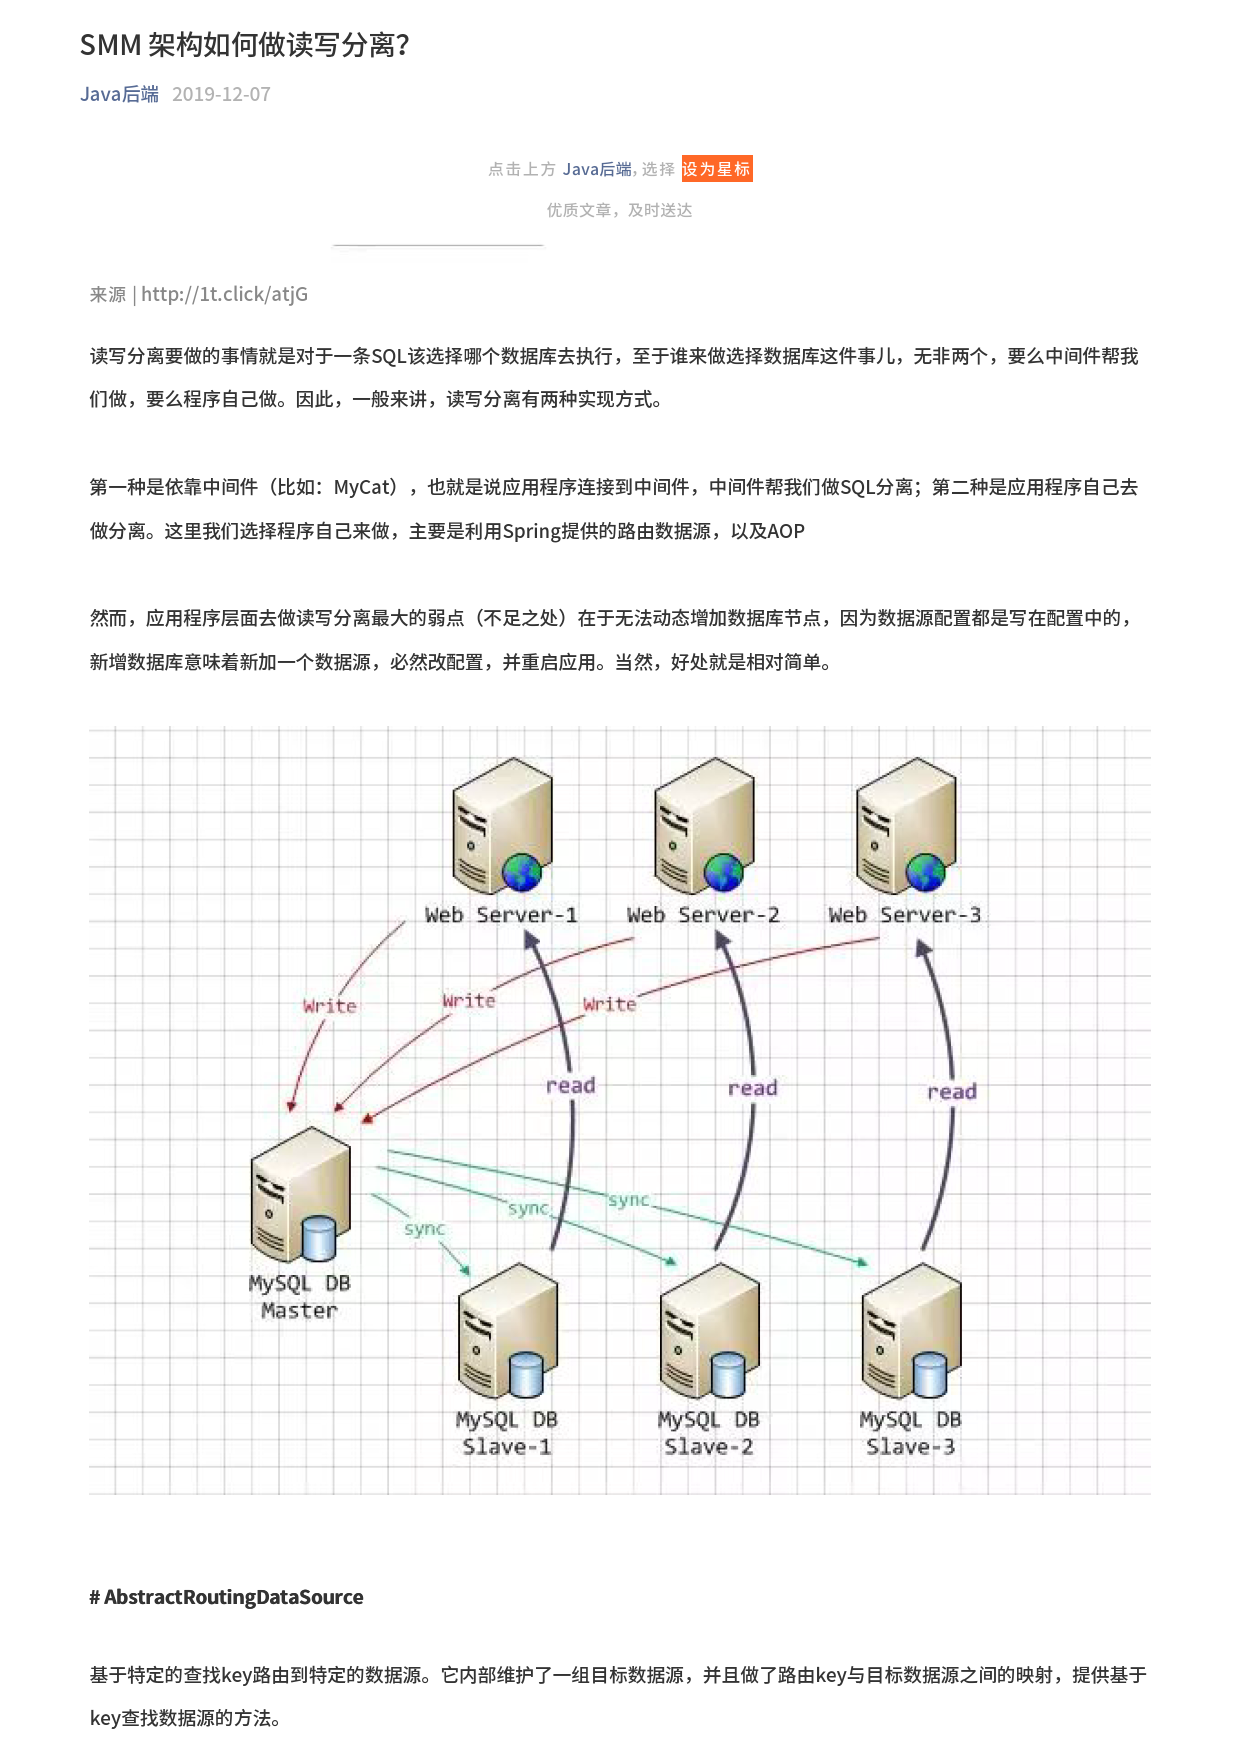 SMM 架构如何做读写分离？
Java后端 2019-12-07
点击上方 Java后端, 选择 设为星标
优质文章，及时送达
来源 | http://1t.click/atjG
读写分离要做的事情就是对于一条SQL该选择哪个数据库去执行，至于谁来做选择数据库这件事儿，无非两个，要么中间件帮我
们做，要么程序自己做。因此，一般来讲，读写分离有两种实现方式。
第一种是依靠中间件（比如：MyCat），也就是说应用程序连接到中间件，中间件帮我们做SQL分离；第二种是应用程序自己去
做分离。这里我们选择程序自己来做，主要是利用Spring提供的路由数据源，以及AOP
然而，应用程序层面去做读写分离最大的弱点（不足之处）在于无法动态增加数据库节点，因为数据源配置都是写在配置中的，
新增数据库意味着新加一个数据源，必然改配置，并重启应用。当然，好处就是相对简单。
Web Server-1 Web Server-2 Web Server-3
Write Write Write
read read read
sync sync sync
MySQL DB
Master
MySQL DB MySQL DB MySQL DB
Slave-1 Slave-2 Slave-3
# AbstractRoutingDataSource
基于特定的查找key路由到特定的数据源。它内部维护了一组目标数据源，并且做了路由key与目标数据源之间的映射，提供基于
key查找数据源的方法。